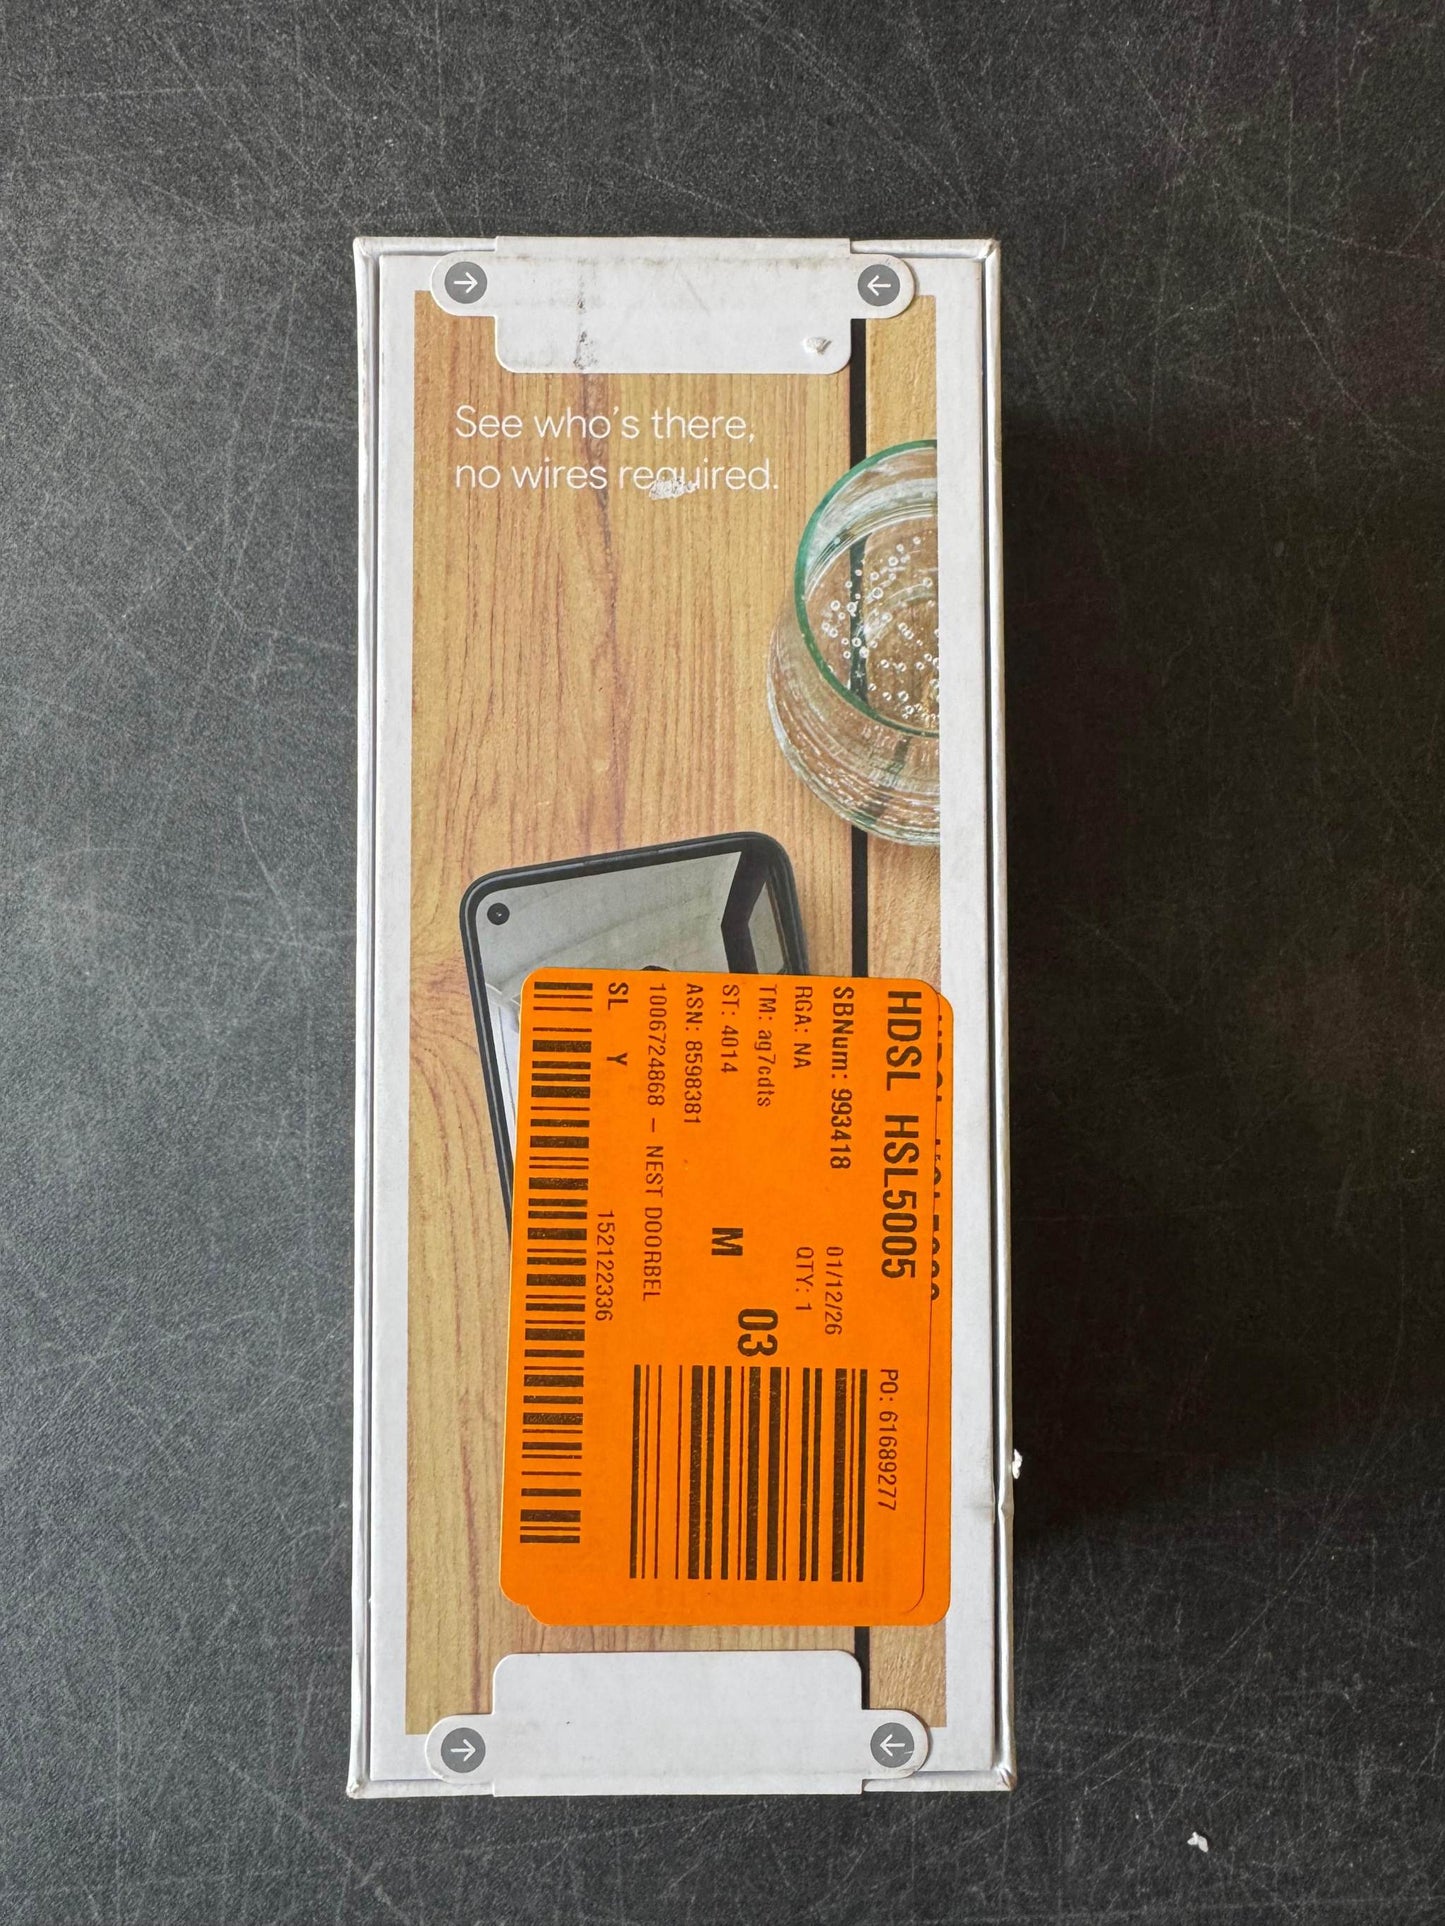 See who's there,
no wires required.
HDSL HSL5005
PO: 61689277
SBNum: 993418
01/12/26
RGA: NA
QTY: 1
TM: ag7cdts
03
ST: 4014
M
ASN: 8598381
1006724868 – NEST DOORBEL
SL Y
152122336